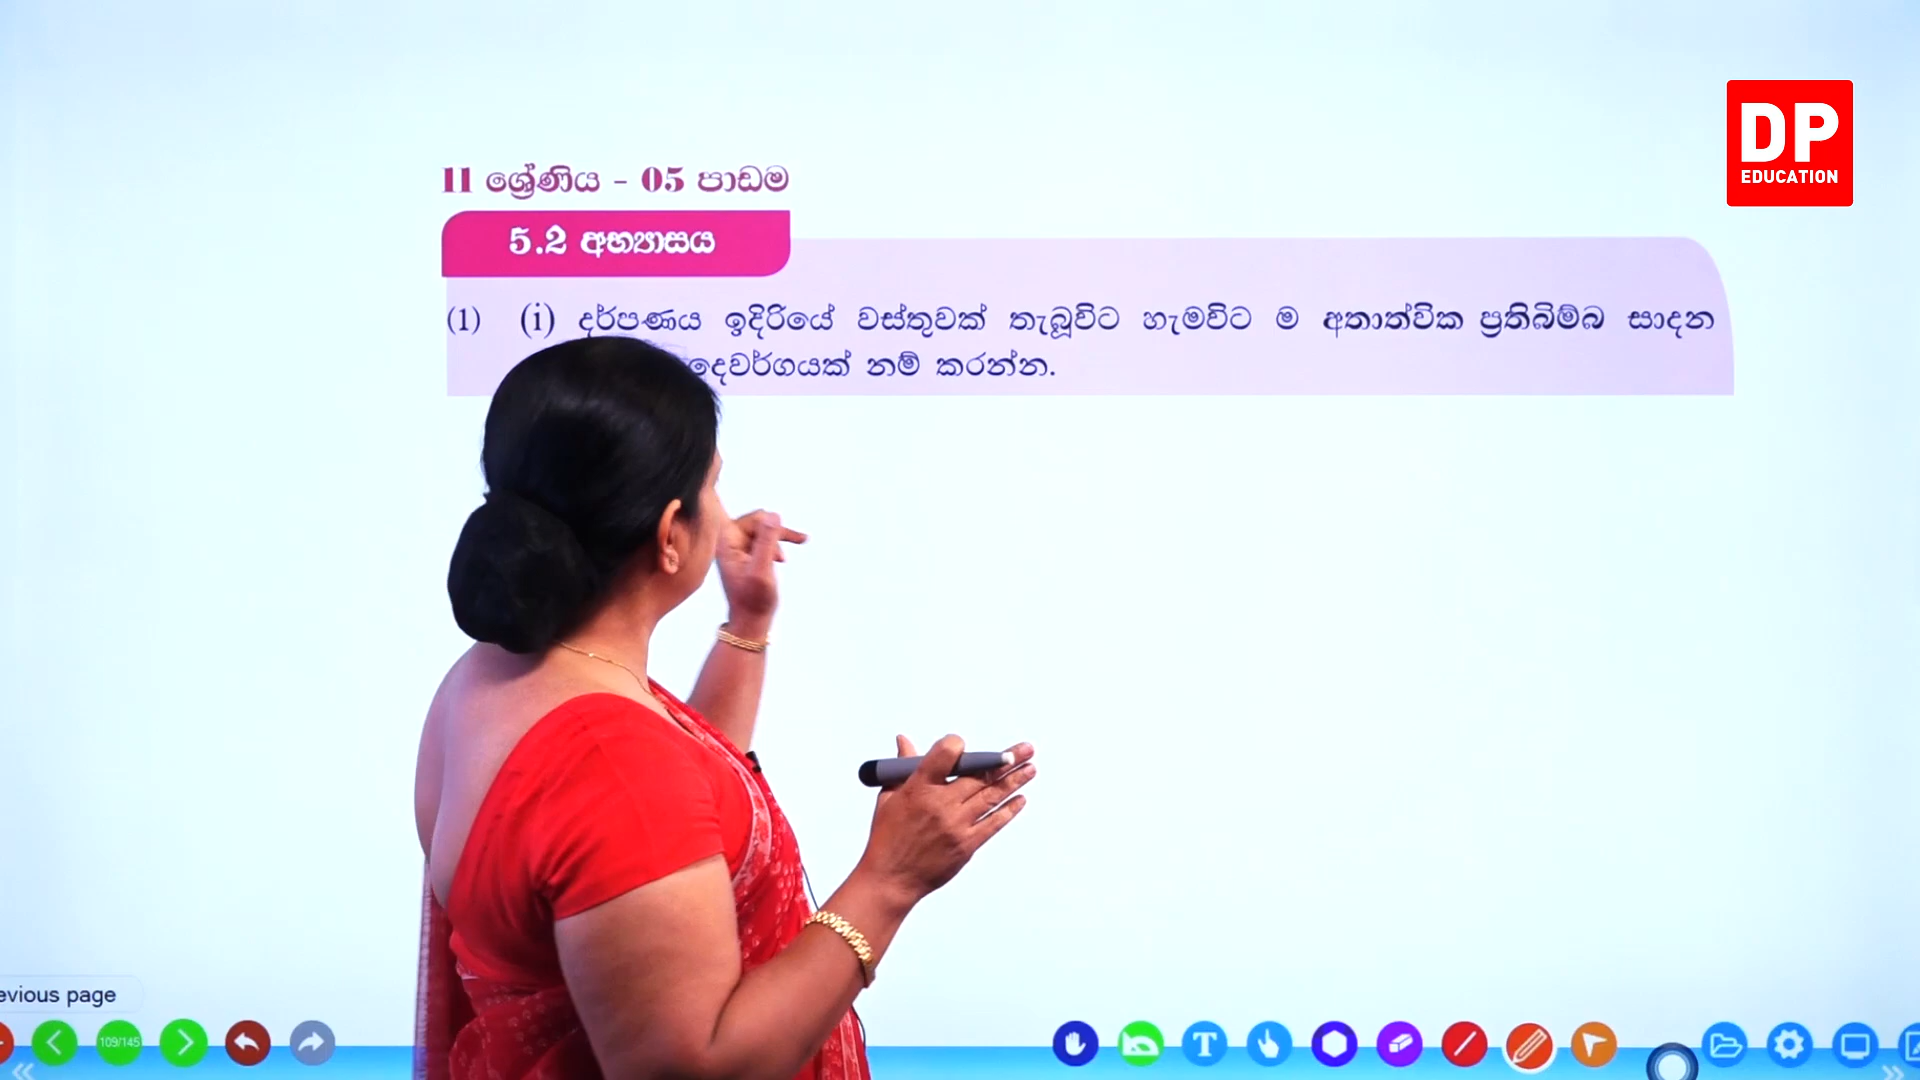 DP
EDUCATION
11 ශ්‍රේණිය - 05 පාඩම
5.2 අභ්‍යාසය
(1) (i) දර්පණය ඉදිරියේ වස්තුවක් තැබූවිට හැමවිට ම අතාත්වික ප්‍රතිබිම්බ සාදන
දෙවර්ගයක් නම් කරන්න.
evious page
109/145
T